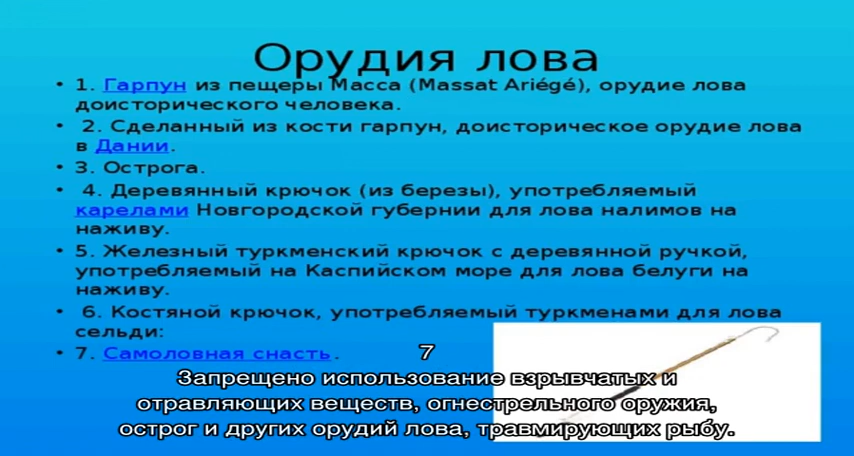 Орудия лова
• 1. Гарпун из пещеры Масса (Massat Ariégé), орудие лова
доисторического человека.
• 2. Сделанный из кости гарпун, доисторическое орудие лова
в Дании.
• 3. Острога.
• 4. Деревянный крючок (из березы), употребляемый
карелами Новгородской губернии для лова налимов на
наживу.
• 5. Железный туркменский крючок с деревянной ручкой,
употребляемый на Каспийском море для лова белуги на
наживу.
• 6. Костяной крючок, употребляемый туркменами для лова
сельди:
• 7. Самоловная снасть.
7
Запрещено использование взрывчатых и
отравляющих веществ, огнестрельного оружия,
острог и других орудий лова, травмирующих рыбу.